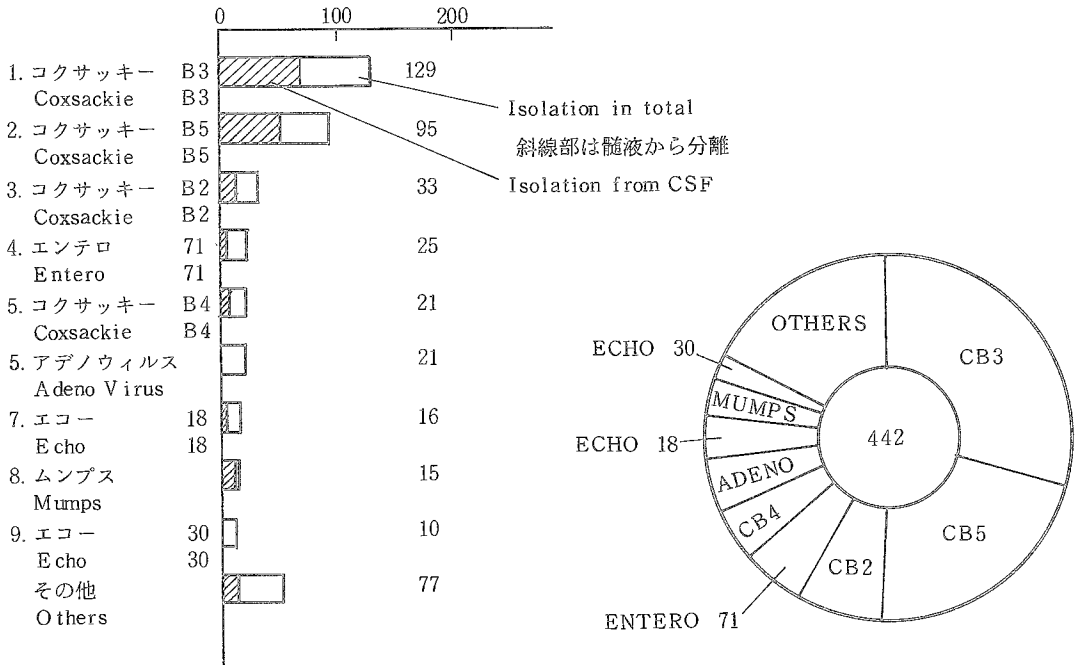 0 100 200
1. コクサッキー B3 129
Coxsackie B3
2. コクサッキー B5 95
Coxsackie B5
3. コクサッキー B2 33
Coxsackie B2
4. エンテロ 71 25
Entero 71
5. コクサッキー B4 21
Coxsackie B4
5. アデノウィルス 21
Adeno Virus
7. エコー 18 16
Echo 18
8. ムンプス 15
Mumps
9. エコー 30 10
Echo 30
その他 77
Others
Isolation in total
斜線部は髄液から分離
Isolation from CSF
OTHERS
CB3
ECHO 30
MUMPS
ECHO 18
442
ADENO
CB4
CB5
CB2
ENTERO 71